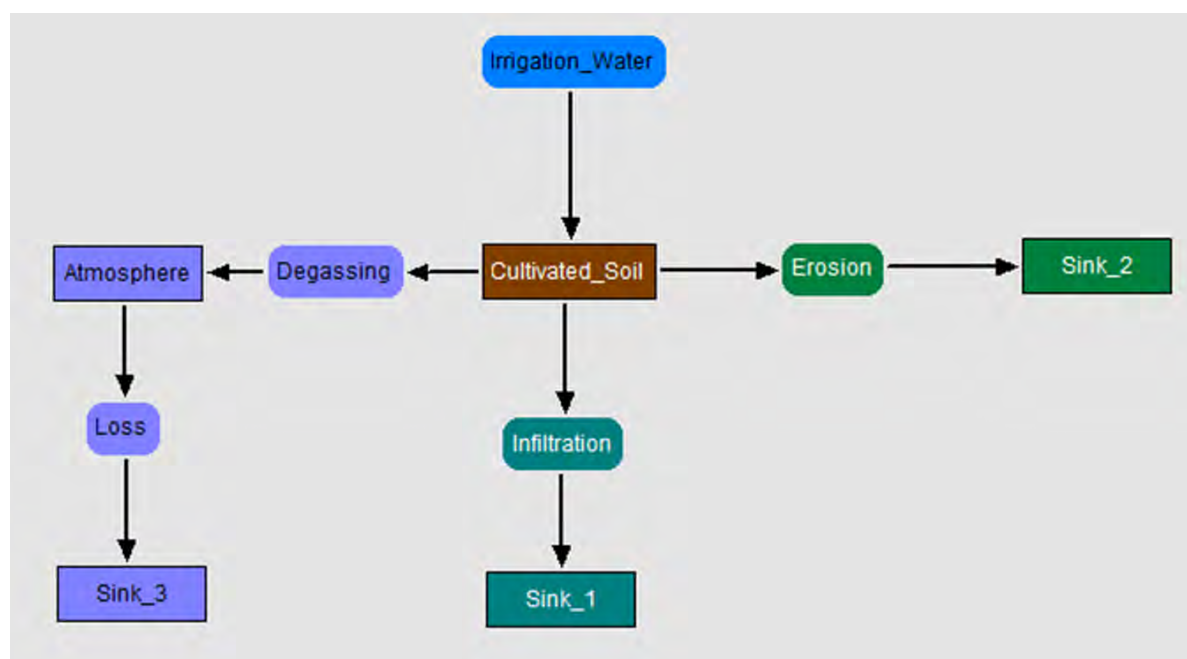 Irrigation_Water
Atmosphere
Degassing
Cultivated_Soil
Erosion
Sink_2
Loss
Infiltration
Sink_3
Sink_1